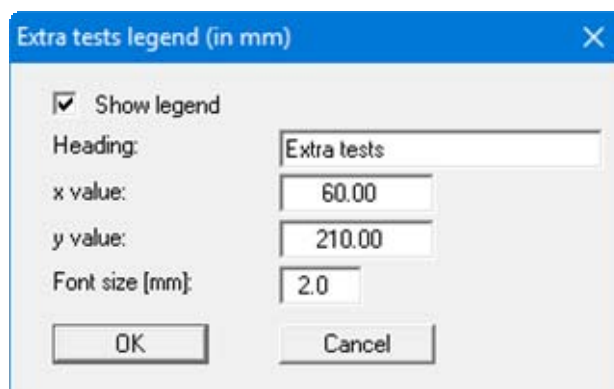 Extra tests legend (in mm)
Show legend
Heading: Extra tests
x value: 60.00
y value: 210.00
Font size [mm]: 2.0
OK Cancel